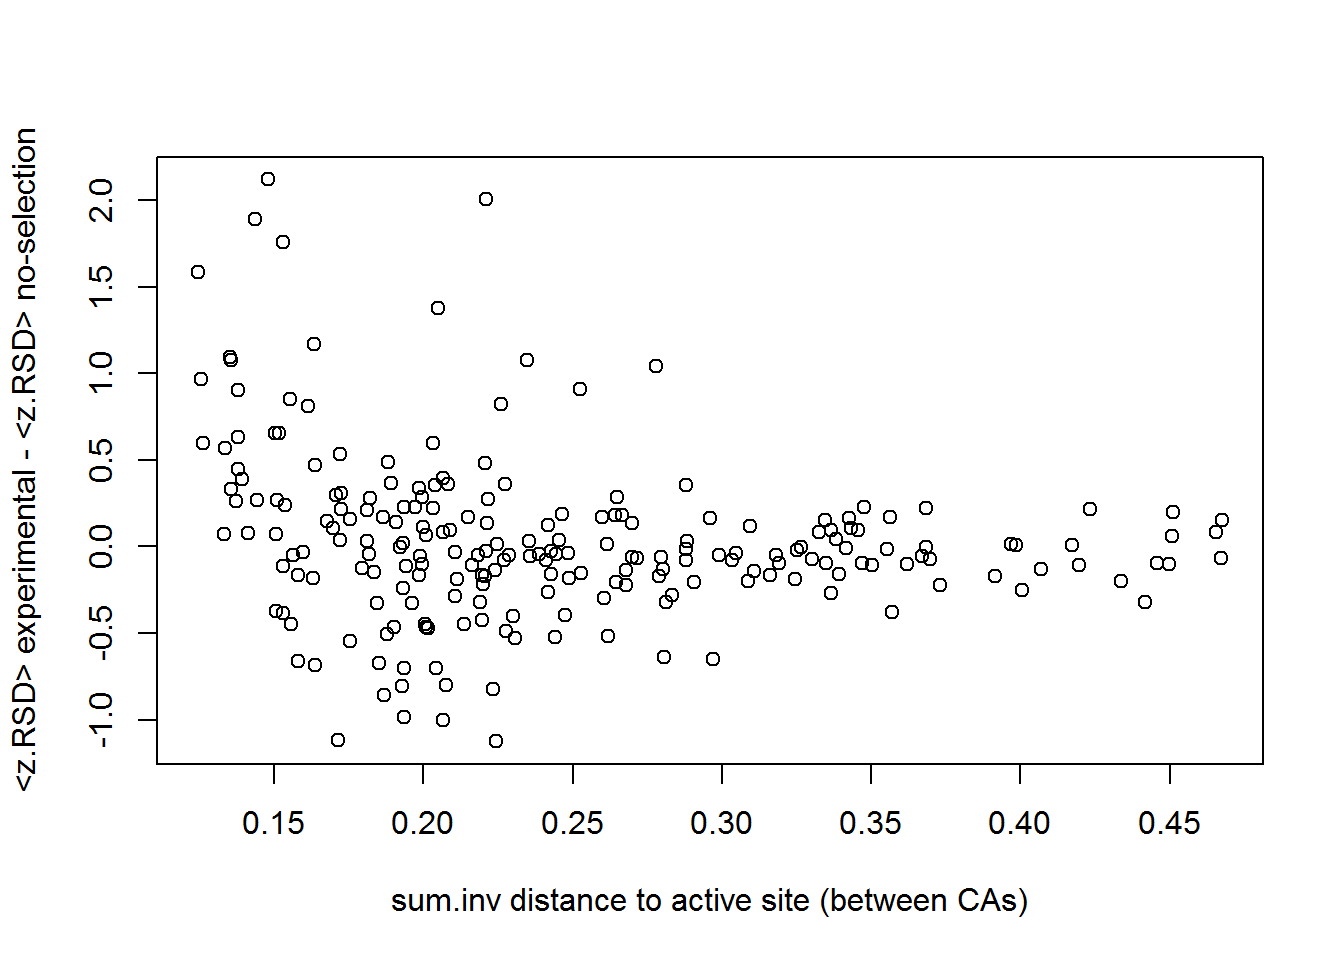 <z.RSD> experimental - <z.RSD> no-selection
2.0
1.5
1.0
0.5
0.0
-0.5
-1.0
0.15 0.20 0.25 0.30 0.35 0.40 0.45
sum.inv distance to active site (between CAs)